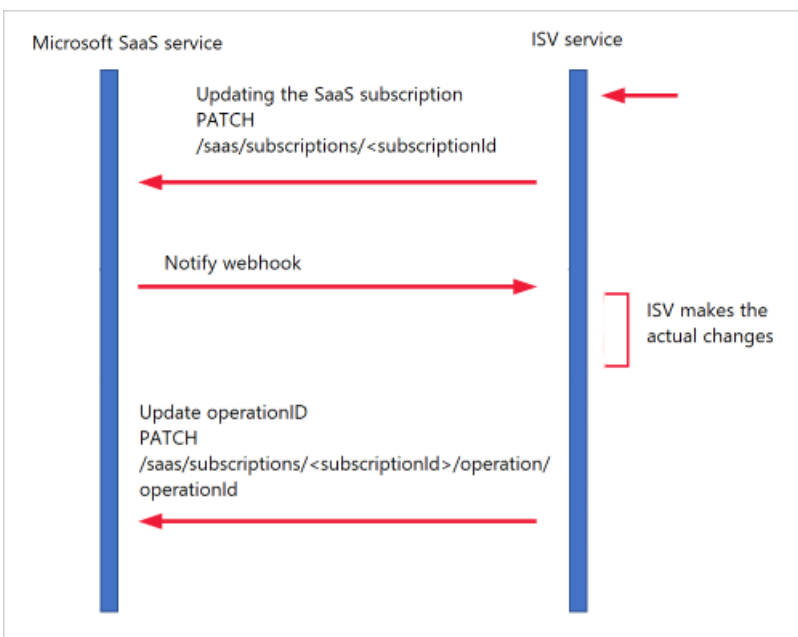 Microsoft SaaS service
ISV service
Updating the SaaS subscription
PATCH
/saas/subscriptions/<subscriptionId
Notify webhook
ISV makes the
actual changes
Update operationID
PATCH
/saas/subscriptions/<subscriptionId>/operation/
operationId